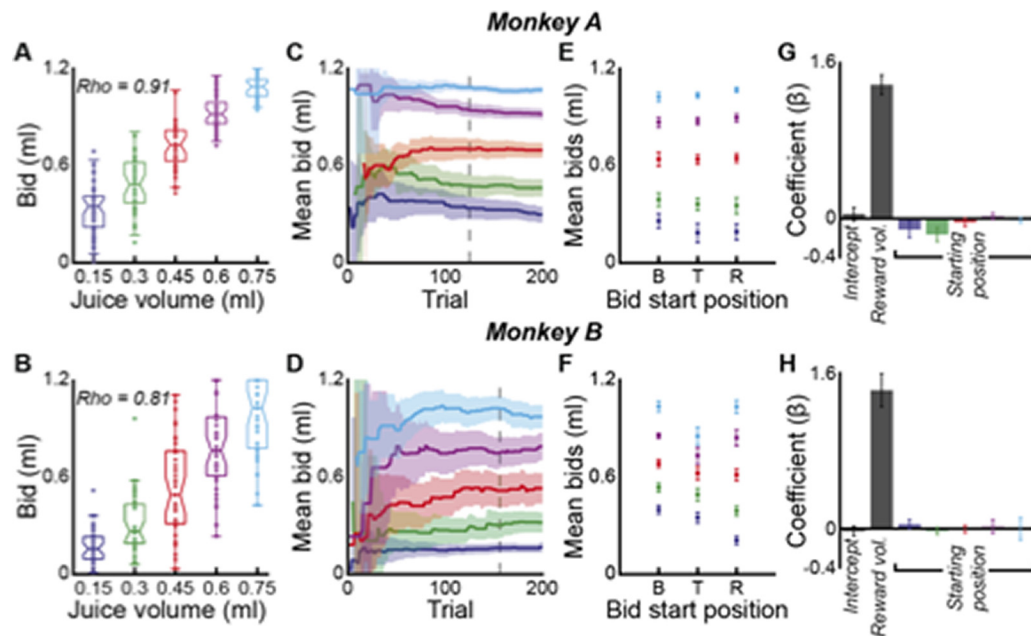 Monkey A
A
Rho = 0.91
Bid (ml)
1.2
0.6
0
0.15 0.3 0.45 0.6 0.75
Juice volume (ml)
C
Mean bid (ml)
1.2
0.6
0
0 100 200
Trial
E
Mean bids (ml)
1.2
0.6
0
B T R
Bid start position
G
Coefficient (β)
1.6
0
-0.4
Intercept
Reward vol.
Starting
position
Monkey B
B
Rho = 0.81
Bid (ml)
1.2
0.6
0
0.15 0.3 0.45 0.6 0.75
Juice volume (ml)
D
Mean bid (ml)
1.2
0.6
0
0 100 200
Trial
F
Mean bids (ml)
1.2
0.6
0
B T R
Bid start position
H
Coefficient (β)
1.6
0
-0.4
Intercept
Reward vol.
Starting
position